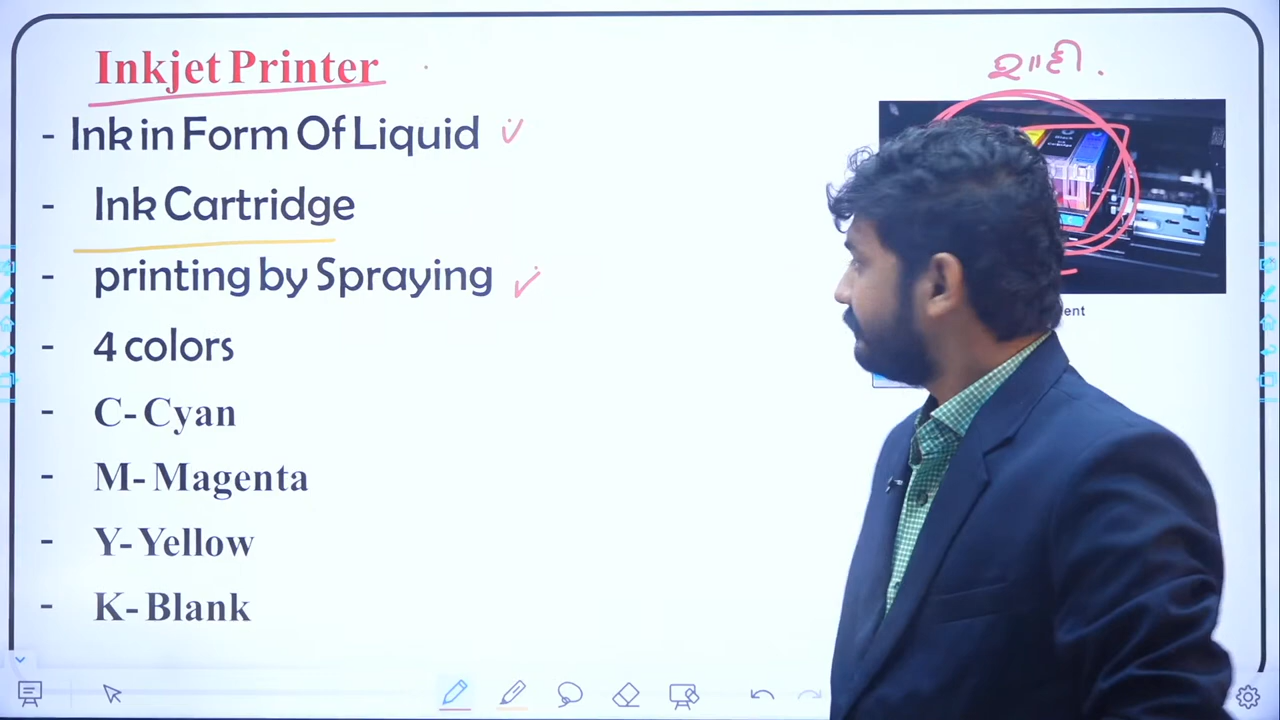 Inkjet Printer
- Ink in Form Of Liquid
- Ink Cartridge
- printing by Spraying
- 4 colors
- C- Cyan
- M- Magenta
- Y- Yellow
- K- Blank
ent